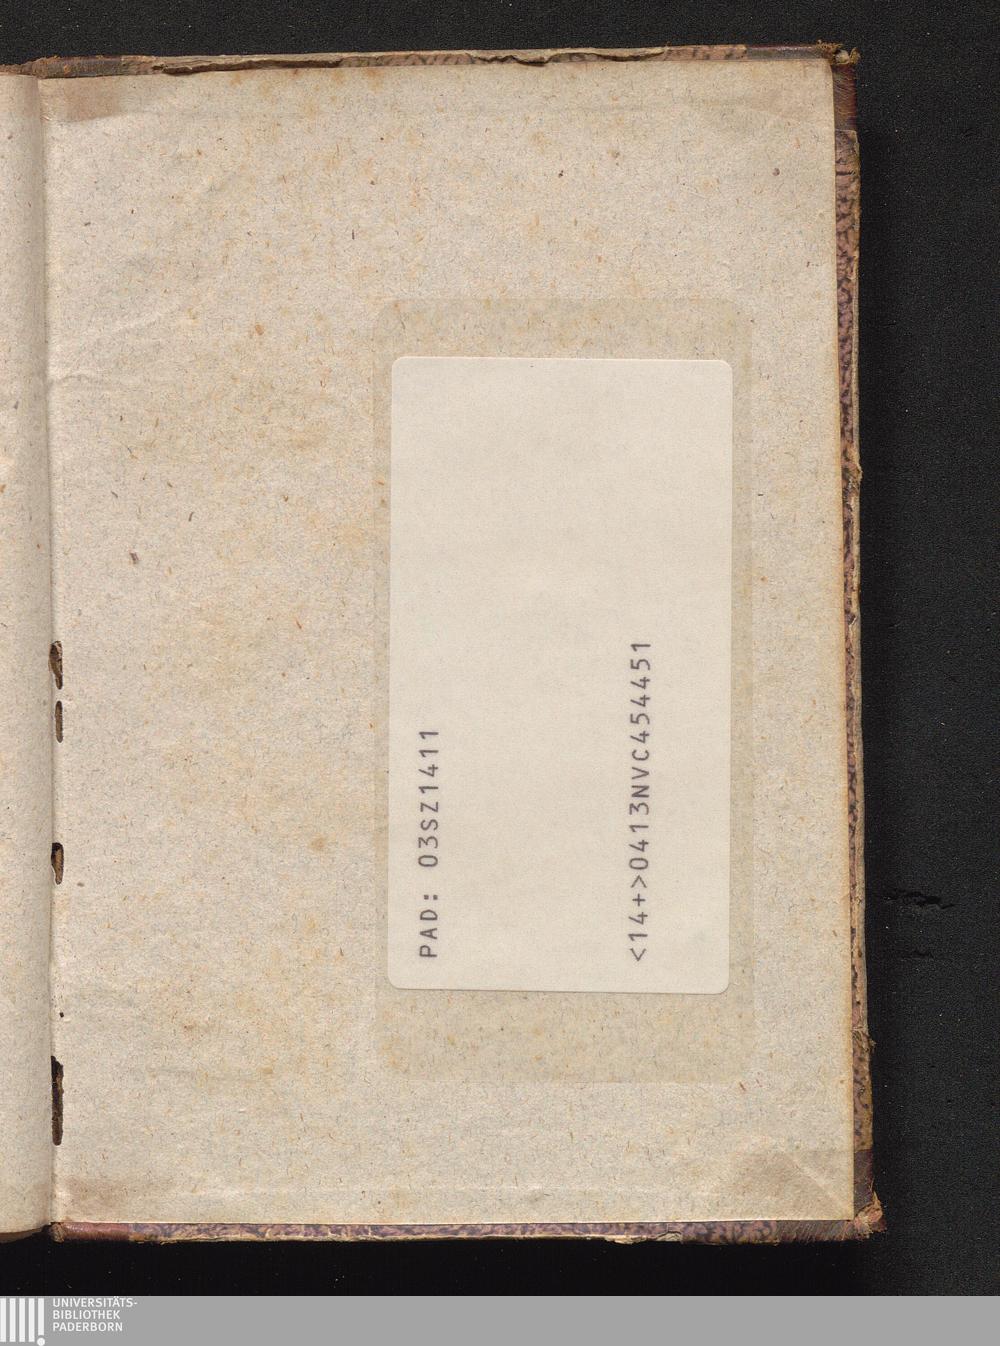 PAD: 03SZ1411
<14+>0413NVC454451
UNIVERSITÄTS-
BIBLIOTHEK
PADERBORN